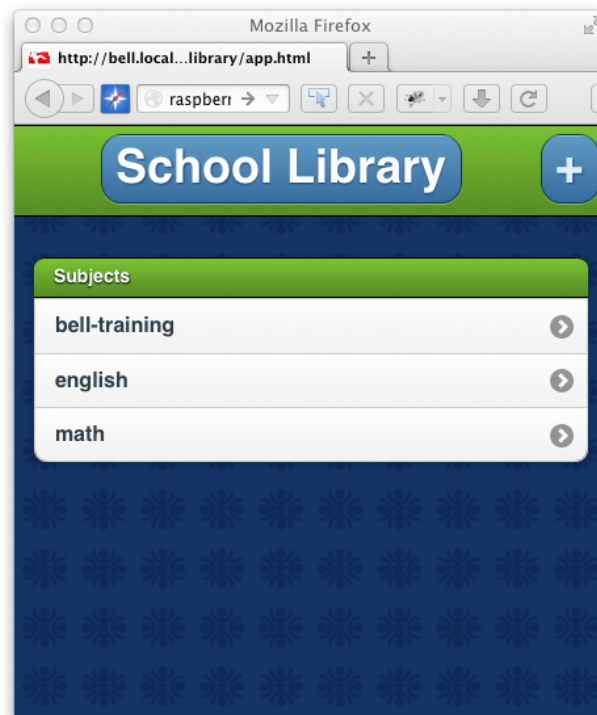 Mozilla Firefox
http://bell.local...library/app.html
raspberr
School Library
+
Subjects
bell-training
english
math